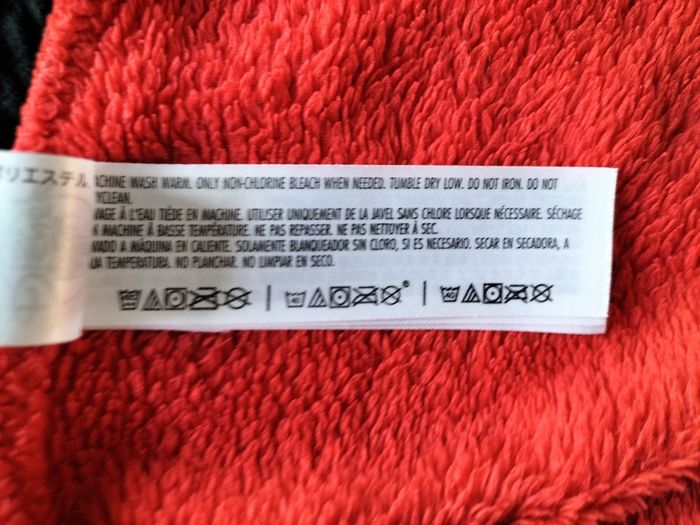 リエステル
ACHINE WASH WARM. ONLY NON-CHLORINE BLEACH WHEN NEEDED. TUMBLE DRY LOW. DO NOT IRON. DO NOT
YCLEAN.
VAGE À L'EAU TIÈDE EN MACHINE. UTILISER UNIQUEMENT DE LA JAVEL SANS CHLORE LORSQUE NÉCESSAIRE. SÉCHAGE
N MACHINE À BASSE TEMPÉRATURE. NE PAS REPASSER. NE PAS NETTOYER À SEC.
VADO A MÁQUINA EN CALIENTE. SOLAMENTE BLANQUEADOR SIN CLORO, SI ES NECESARIO. SECAR EN SECADORA, A
JA TEMPERATURA. NO PLANCHAR. NO LIMPIAR EN SECO.